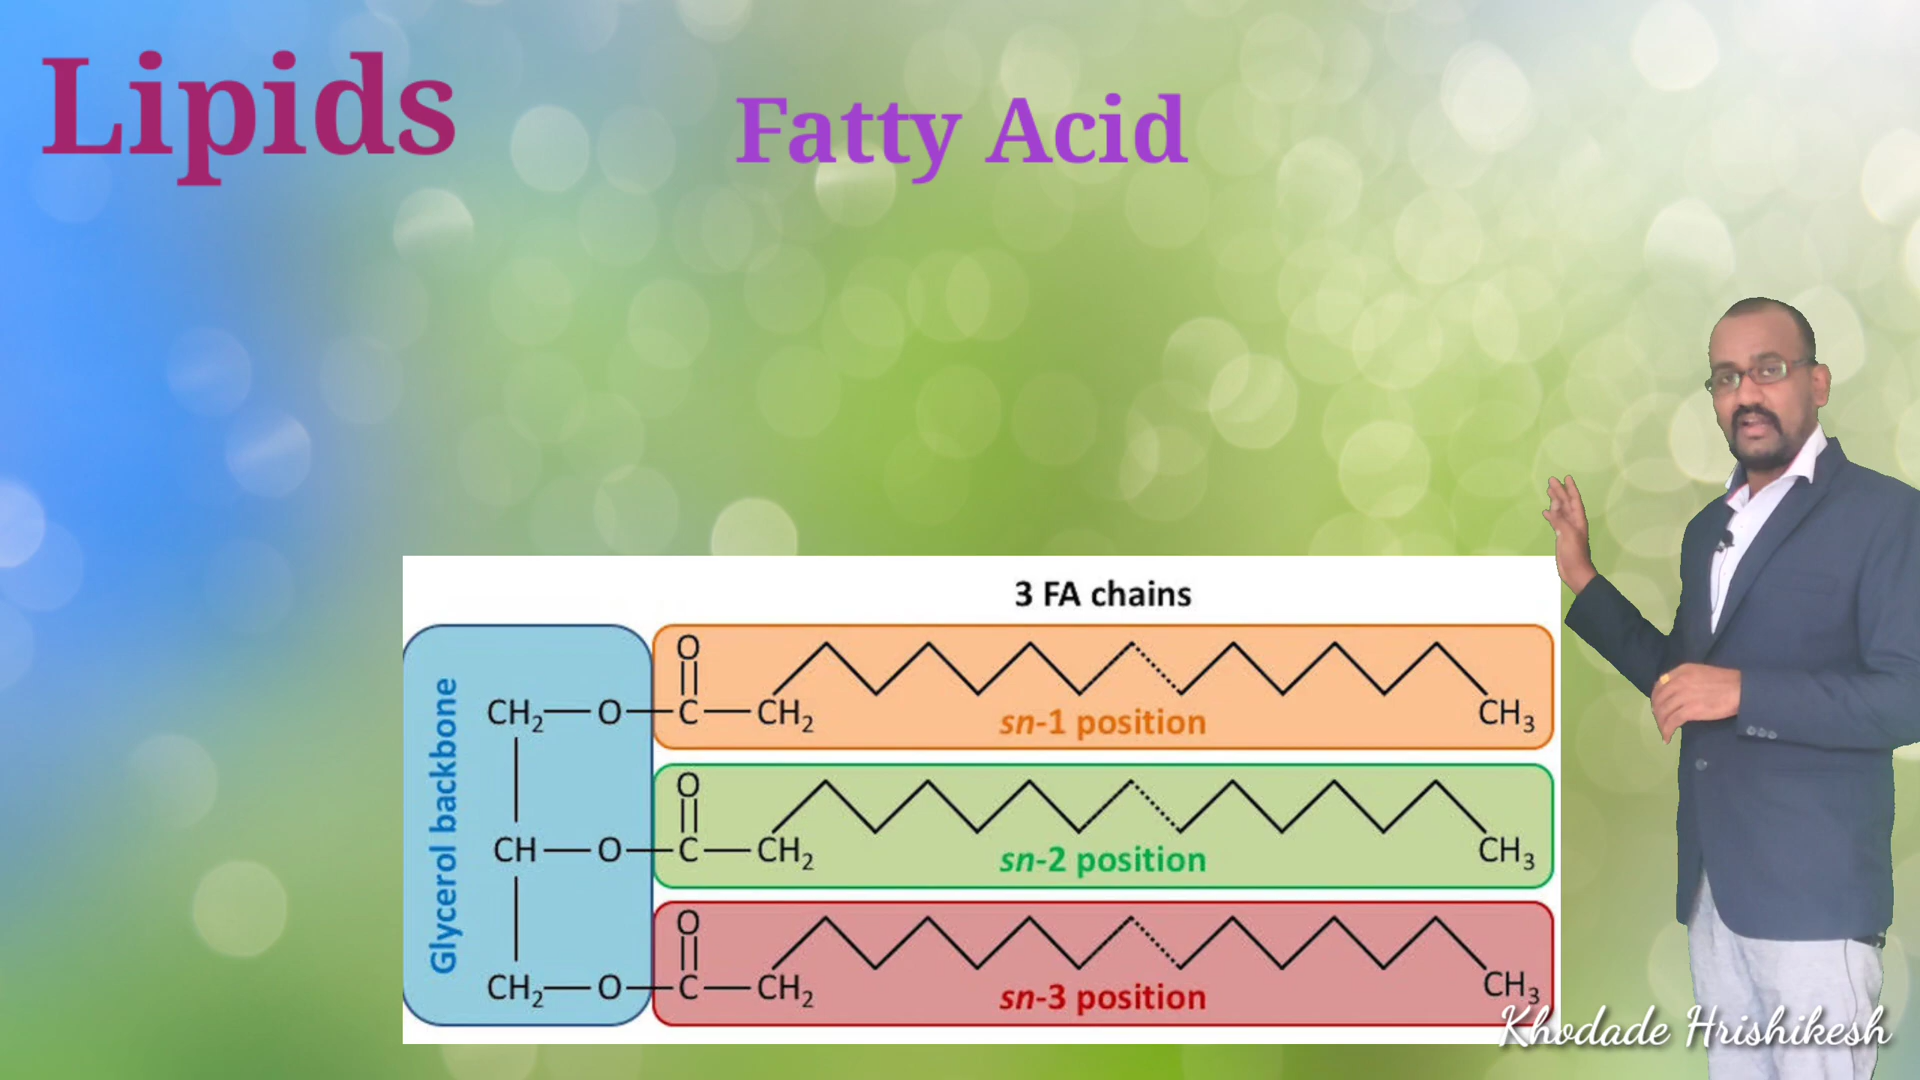 Lipids
Fatty Acid
3 FA chains
Glycerol backbone
O
CH₂—O—C—CH₂ CH₃
sn-1 position
O
CH—O—C—CH₂ CH₃
sn-2 position
O
CH₂—O—C—CH₂ CH₃
sn-3 position
Khodade Hrishikesh